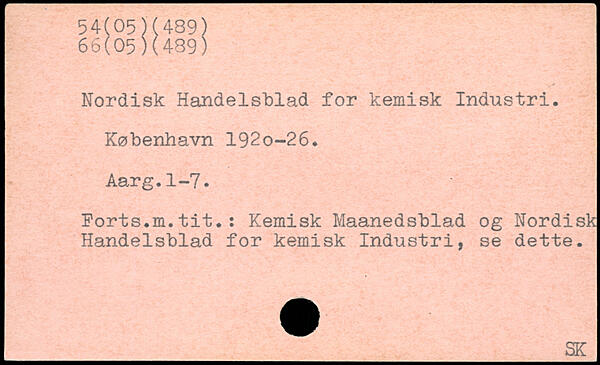 54(05)(489)
66(05)(489)
Nordisk Handelsblad for kemisk Industri.
København 192o-26.
Aarg.1-7.
Forts.m.tit.: Kemisk Maanedsblad og Nordisk
Handelsblad for kemisk Industri, se dette.
SK